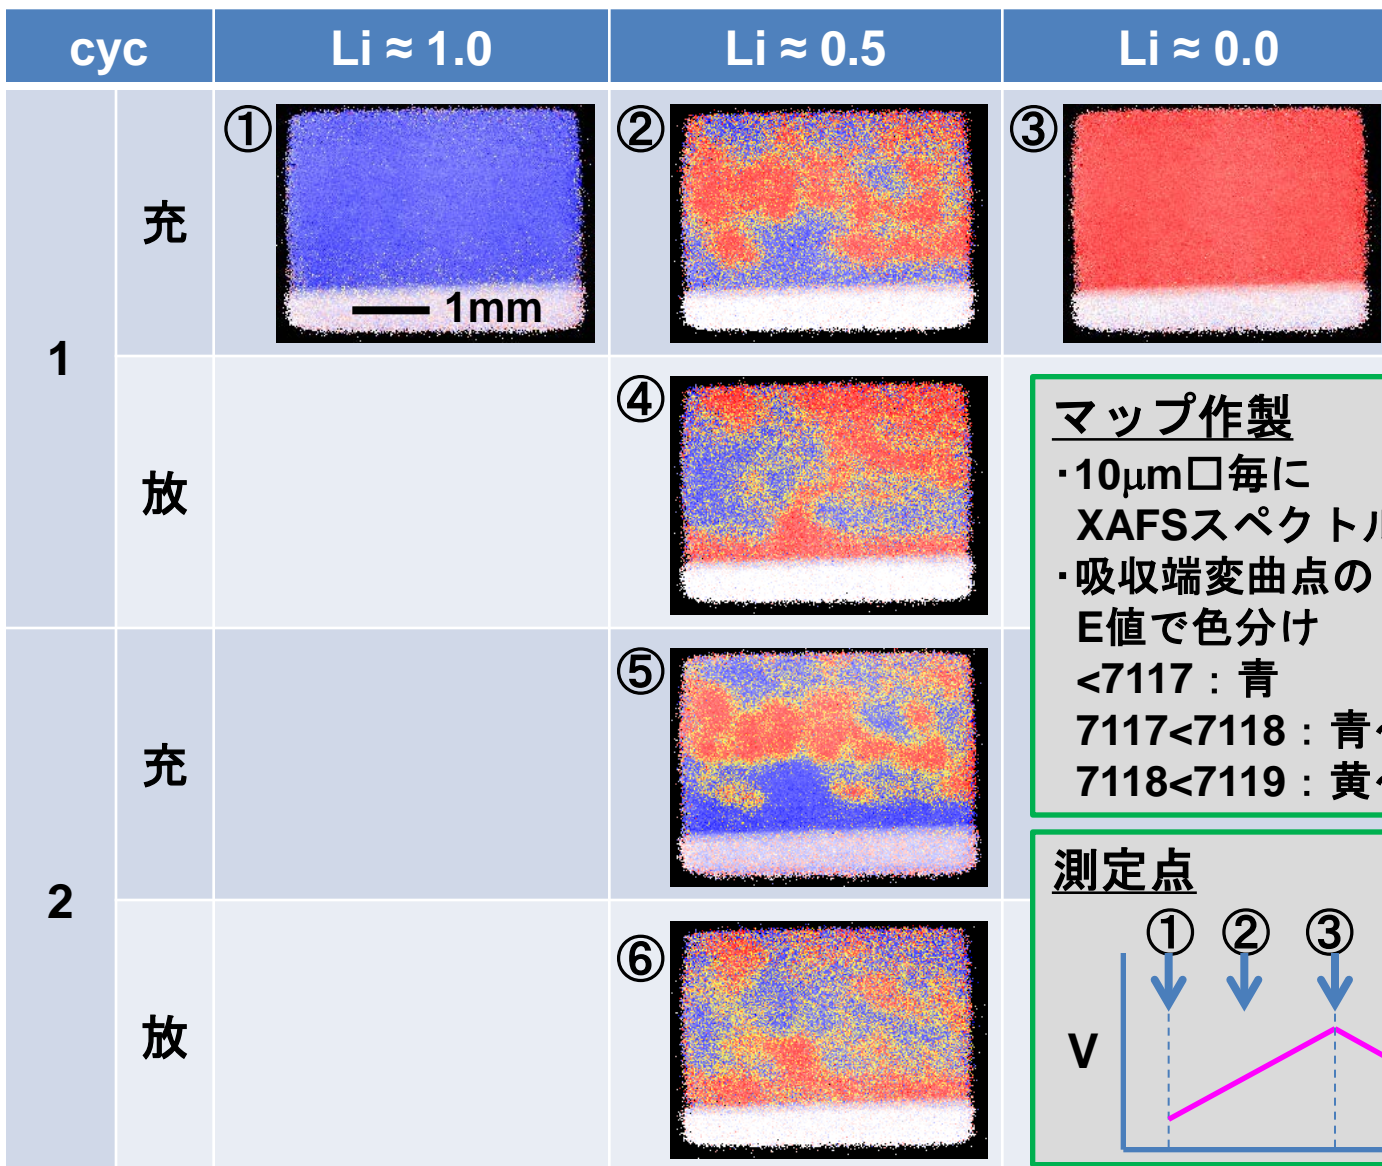 cyc Li ≈ 1.0 Li ≈ 0.5 Li ≈ 0.0
1
充
①
1mm
②
③
放
④
2
充
⑤
放
⑥
マップ作製
・10μm口毎に
XAFSスペクトル
・吸収端変曲点の
E値で色分け
<7117：青
7117<7118：青
7118<7119：黄
測定点
① ② ③
V